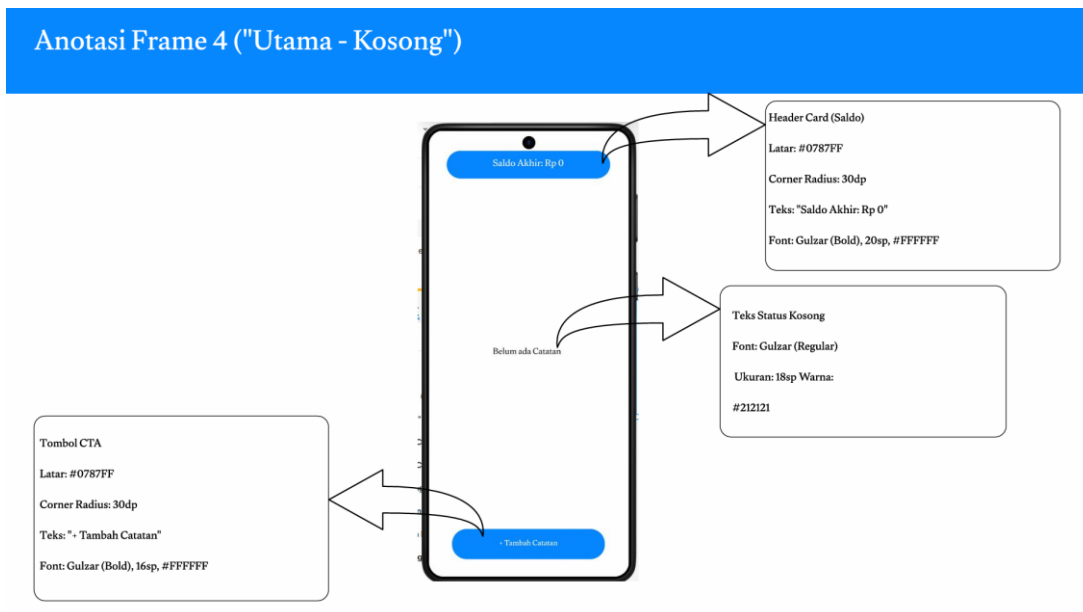 Anotasi Frame 4 ("Utama - Kosong")
Header Card (Saldo)
Latar: #0787FF
Corner Radius: 30dp
Teks: "Saldo Akhir: Rp 0"
Font: Gulzar (Bold), 20sp, #FFFFFF
Saldo Akhir: Rp 0
Teks Status Kosong
Font: Gulzar (Regular)
Ukuran: 18sp Warna:
#212121
Belum ada Catatan
Tombol CTA
Latar: #0787FF
Corner Radius: 30dp
Teks: "+ Tambah Catatan"
Font: Gulzar (Bold), 16sp, #FFFFFF
+ Tambah Catatan